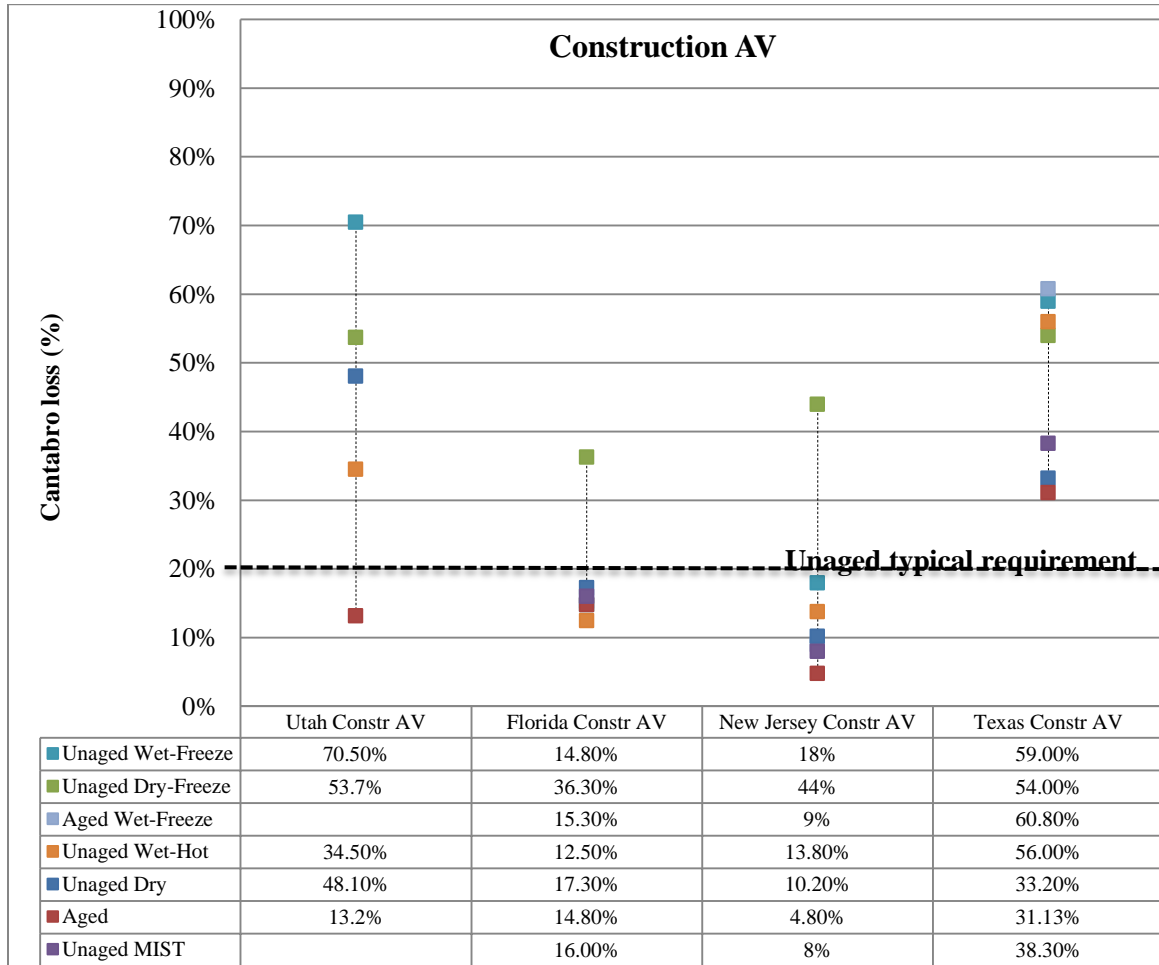 Construction AV
100%
90%
80%
70%
60%
50%
40%
30%
20%
10%
0%
Cantabro loss (%)
Unaged typical requirement
Utah Constr AV Florida Constr AV New Jersey Constr AV Texas Constr AV
Unaged Wet-Freeze 70.50% 14.80% 18% 59.00%
Unaged Dry-Freeze 53.7% 36.30% 44% 54.00%
Aged Wet-Freeze 15.30% 9% 60.80%
Unaged Wet-Hot 34.50% 12.50% 13.80% 56.00%
Unaged Dry 48.10% 17.30% 10.20% 33.20%
Aged 13.2% 14.80% 4.80% 31.13%
Unaged MIST 16.00% 8% 38.30%